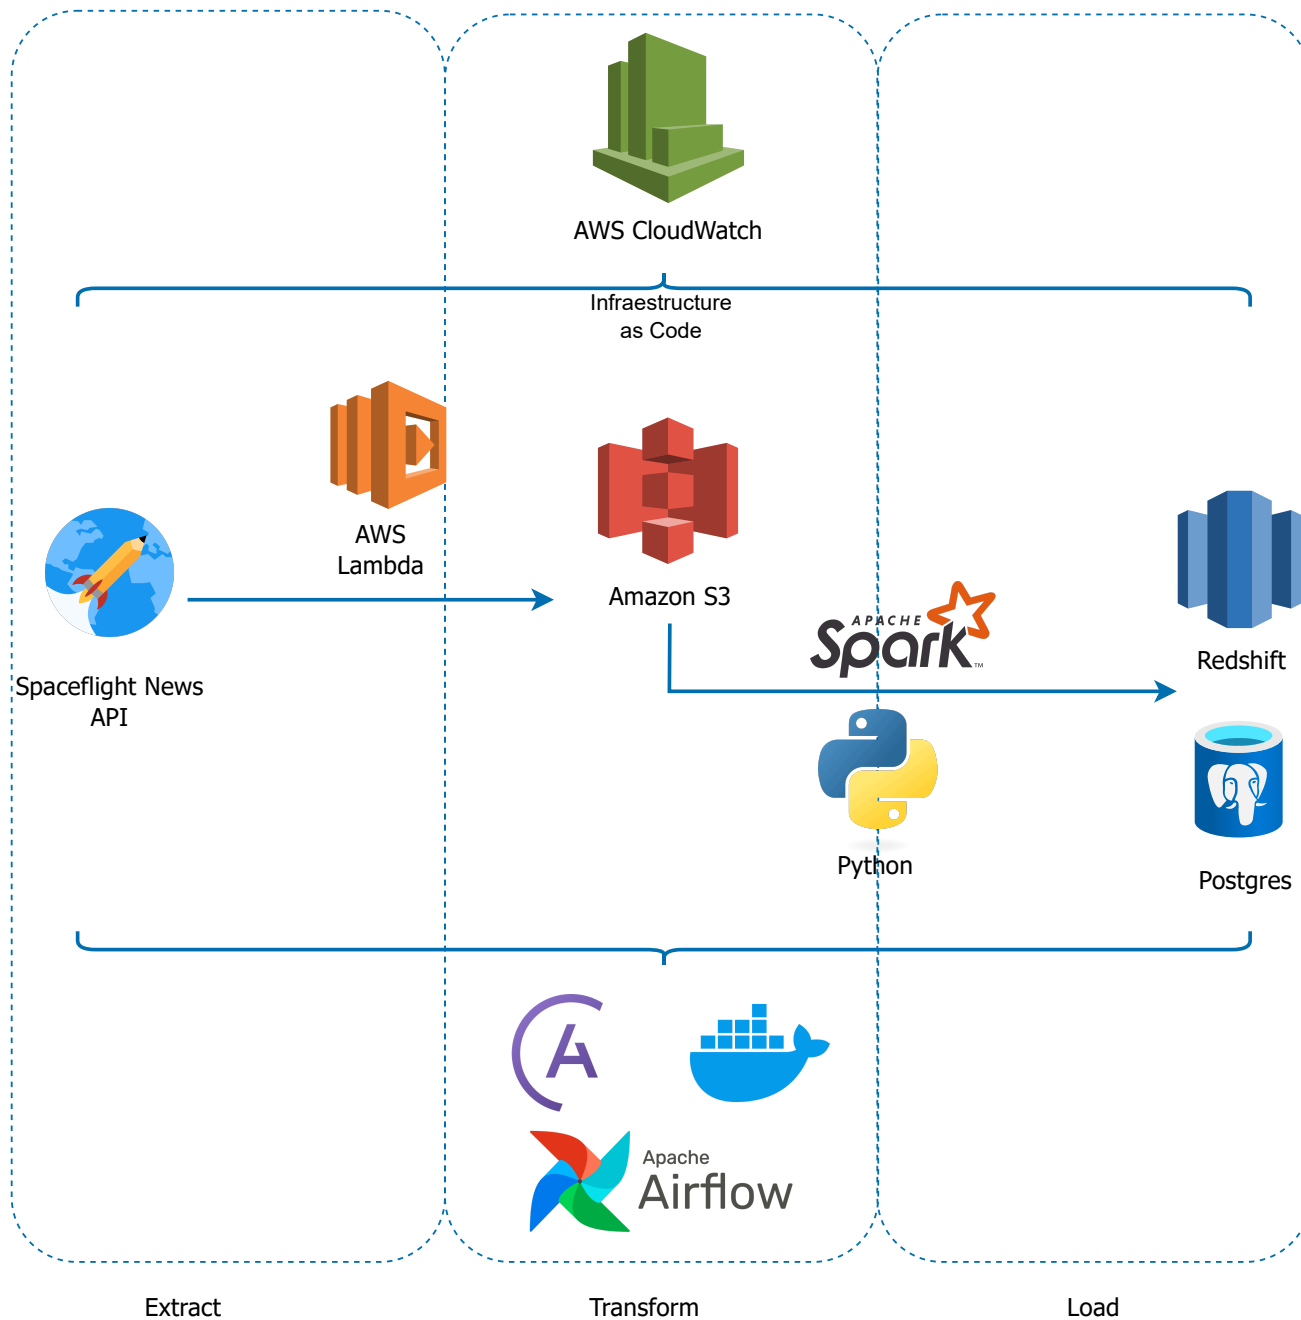 AWS CloudWatch
Infraestructure
as Code
AWS
Lambda
Amazon S3
Spaceflight News
API
APACHE
Spark™
Redshift
Python
Postgres
A
Apache
Airflow
Extract
Transform
Load